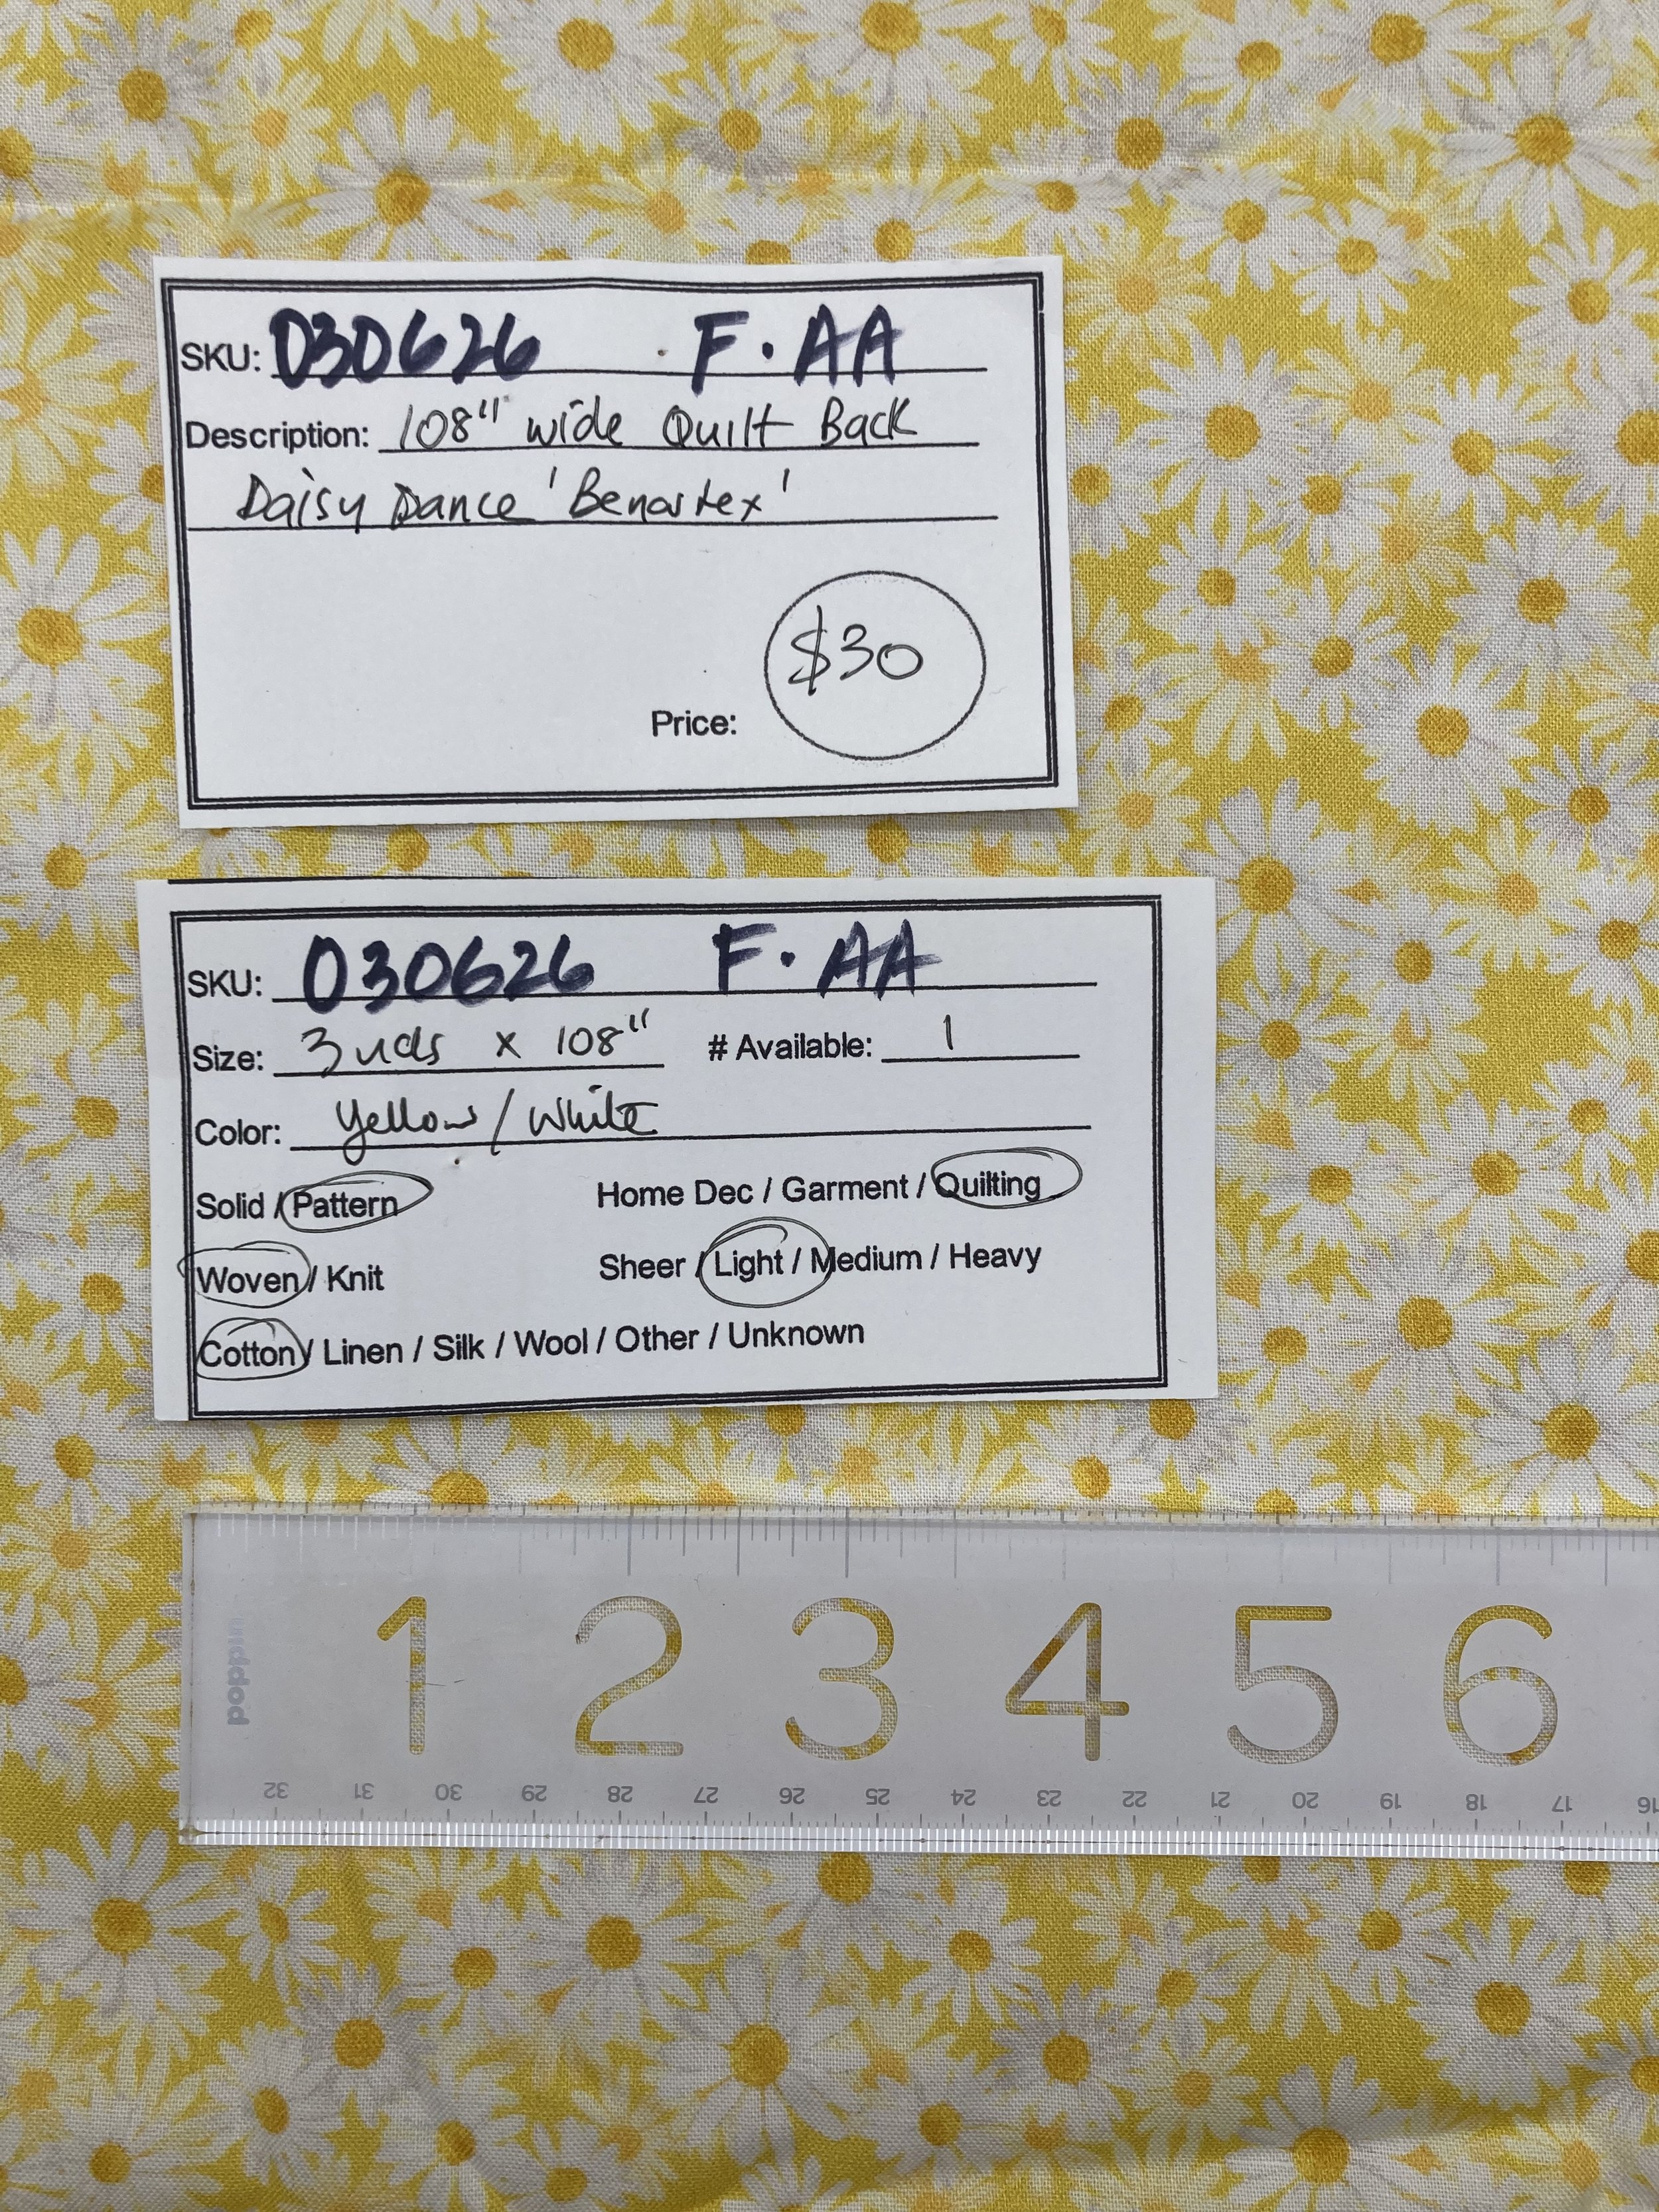 SKU: 030626 F.AA
Description: 108" wide Quilt Back
Daisy Dance 'Benartex'
$30
Price:
SKU: 030626 F.AA
Size: 3 yds x 108" # Available: 1
Color: Yellow / White
Solid / Pattern Home Dec / Garment / Quilting
Woven / Knit Sheer / Light / Medium / Heavy
Cotton / Linen / Silk / Wool / Other / Unknown
poppin
1 2 3 4 5 6
32 31 30 29 28 27 26 25 24 23 22 21 20 19 18 17 16